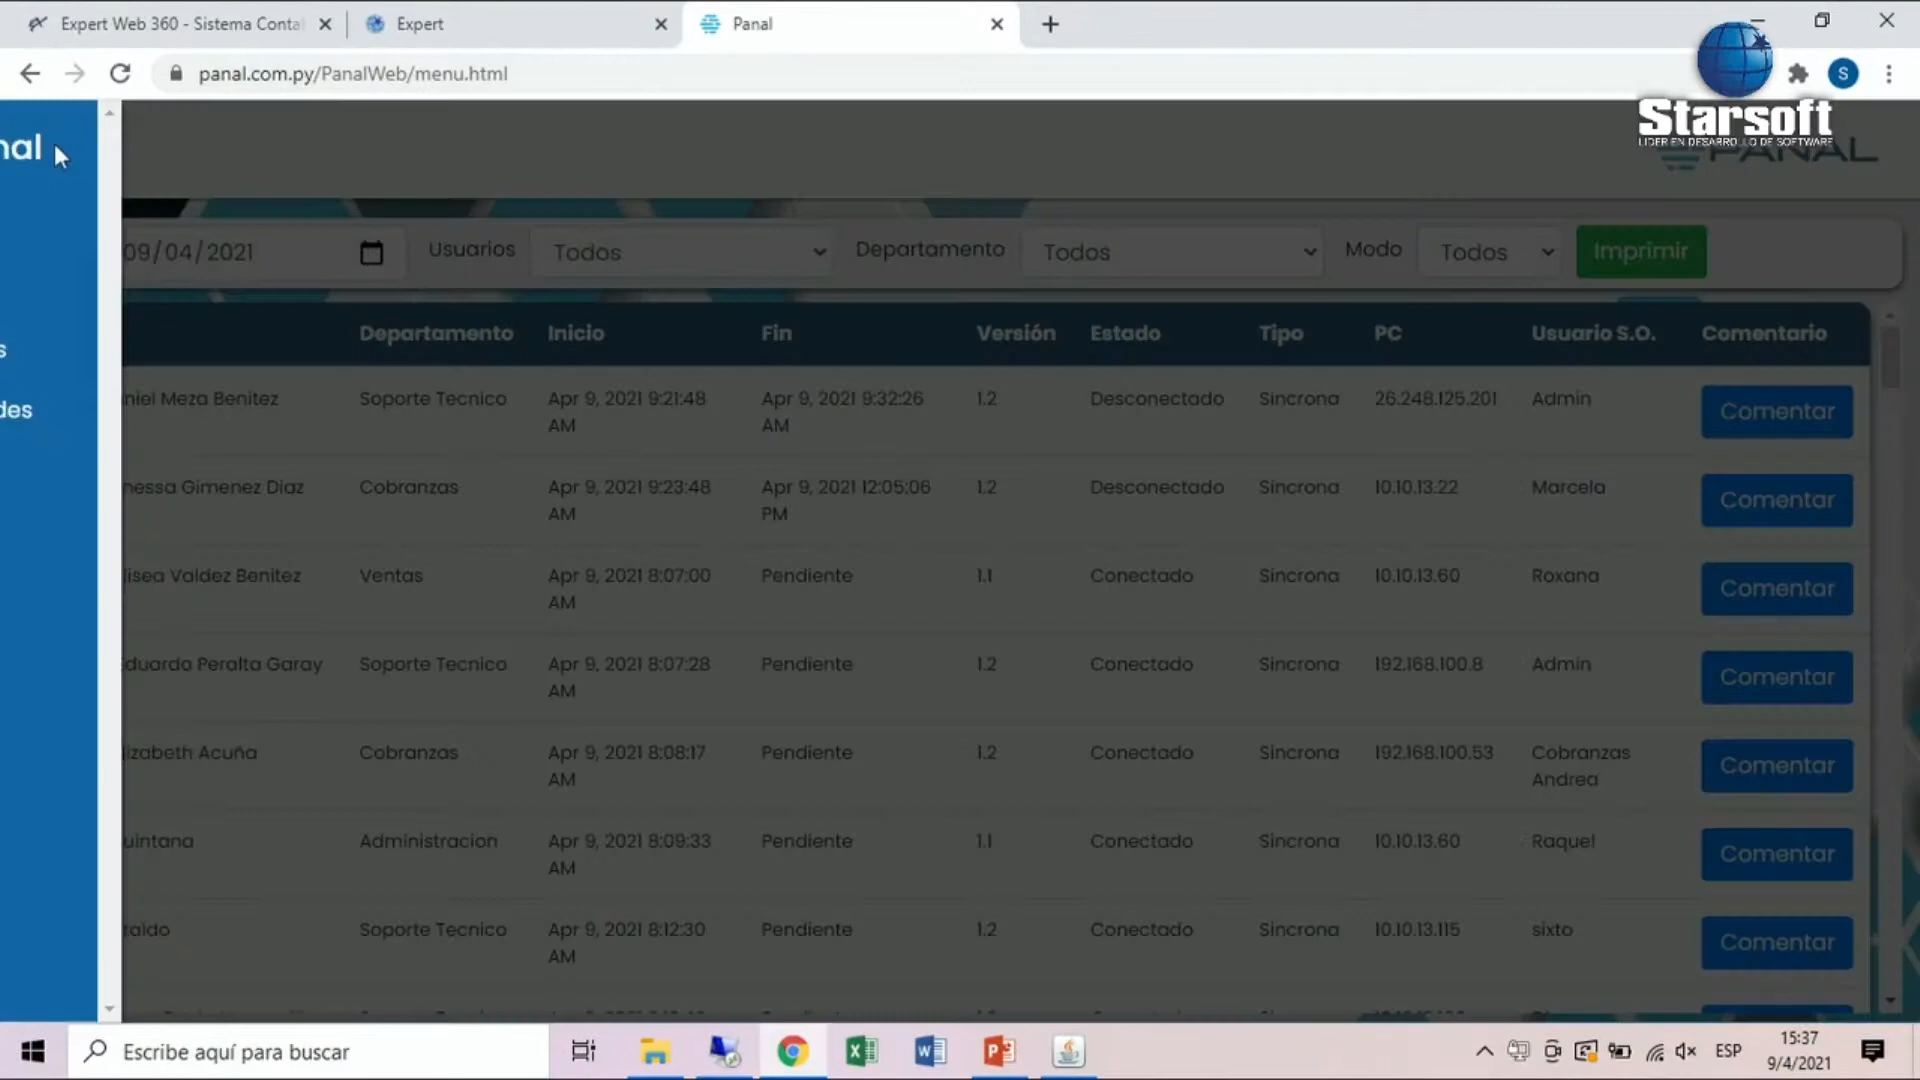 Expert Web 360 - Sistema Conta
Expert
Panal
panal.com.py/PanalWeb/menu.html
S
Starsoft
LIDER EN DESARROLLO DE SOFTWARE
PANAL
nal
s
des
09/04/2021
Usuarios
Todos
Departamento
Todos
Modo
Todos
Imprimir
Departamento Inicio Fin Versión Estado Tipo PC Usuario S.O. Comentario
niel Meza Benitez Soporte Tecnico Apr 9, 2021 9:21:48 Apr 9, 2021 9:32:26 1.2 Desconectado Sincrona 26.248.125.201 Admin Comentar
AM AM
nessa Gimenez Diaz Cobranzas Apr 9, 2021 9:23:48 Apr 9, 2021 12:05:06 1.2 Desconectado Sincrona 10.10.13.22 Marcela Comentar
AM PM
lisea Valdez Benitez Ventas Apr 9, 2021 8:07:00 Pendiente 1.1 Conectado Sincrona 10.10.13.60 Roxana Comentar
AM
duardo Peralta Garay Soporte Tecnico Apr 9, 2021 8:07:28 Pendiente 1.2 Conectado Sincrona 192.168.100.8 Admin Comentar
AM
lizabeth Acuña Cobranzas Apr 9, 2021 8:08:17 Pendiente 1.2 Conectado Sincrona 192.168.100.53 Cobranzas Comentar
AM Andrea
uintana Administracion Apr 9, 2021 8:09:33 Pendiente 1.1 Conectado Sincrona 10.10.13.60 Raquel Comentar
AM
raldo Soporte Tecnico Apr 9, 2021 8:12:30 Pendiente 1.2 Conectado Sincrona 10.10.13.115 sixto Comentar
AM
Escribe aquí para buscar
ESP
15:37
9/4/2021